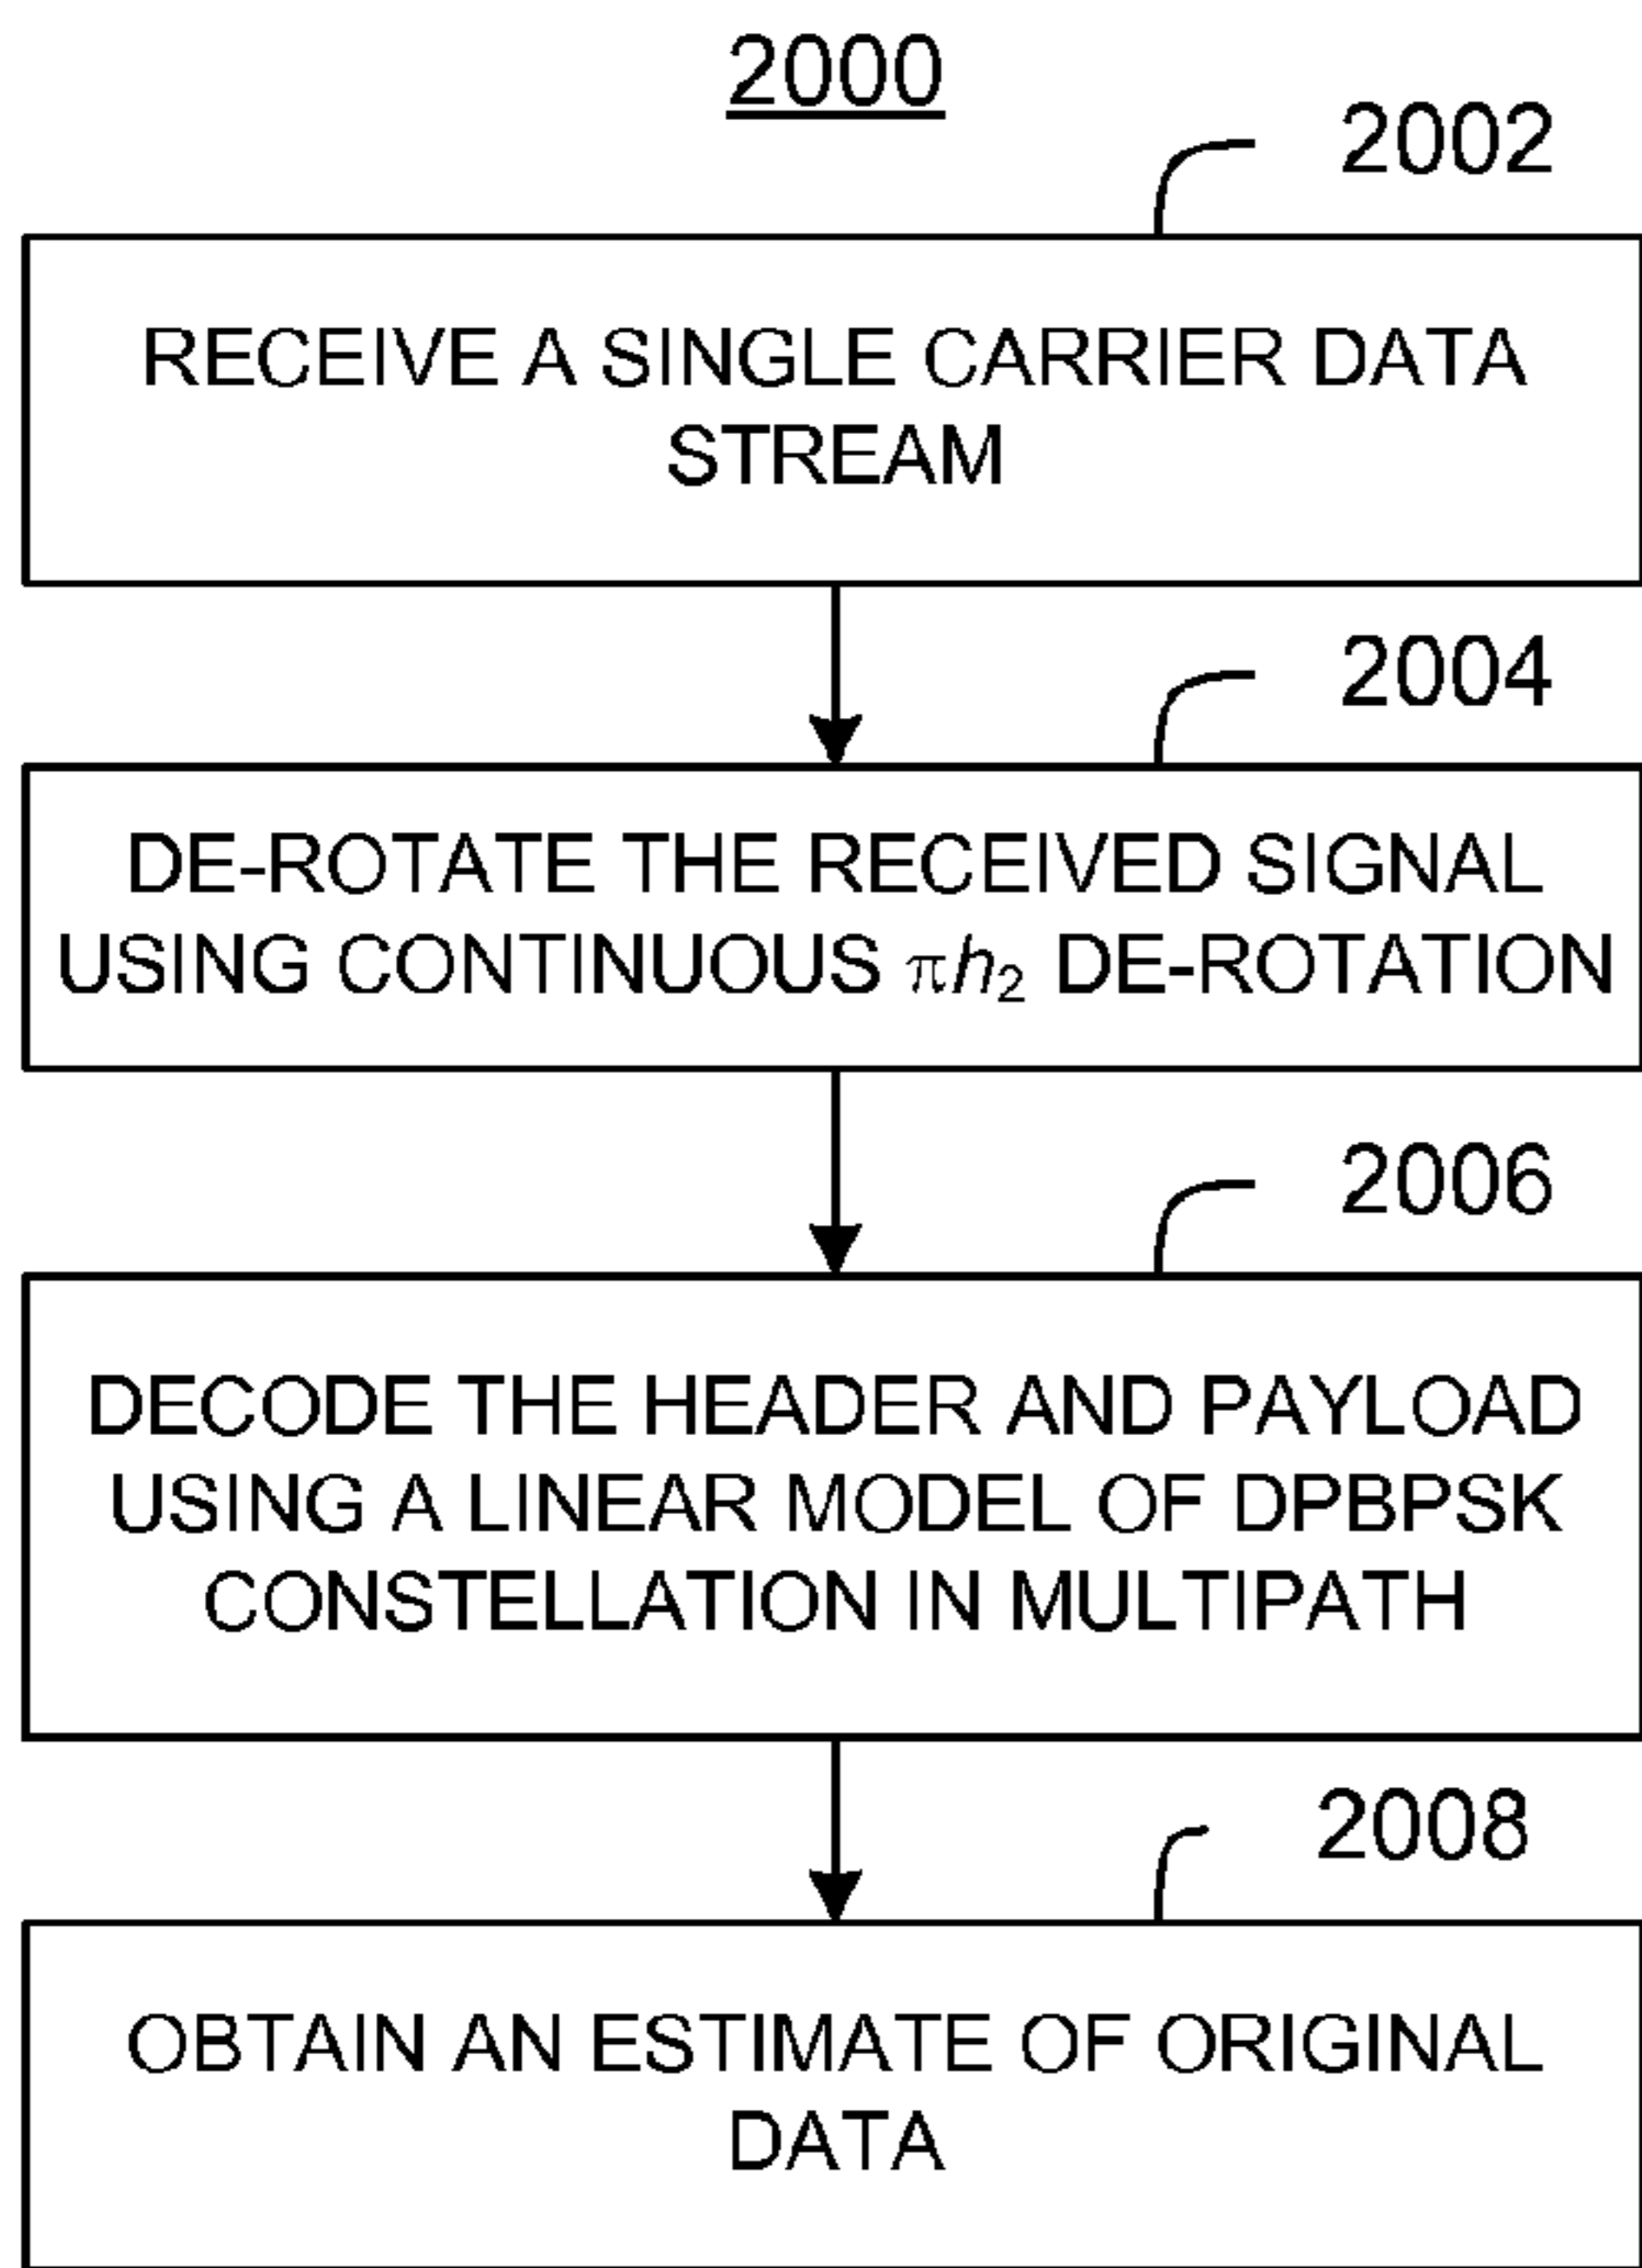 2000
2002
RECEIVE A SINGLE CARRIER DATA
STREAM
2004
DE-ROTATE THE RECEIVED SIGNAL
USING CONTINUOUS πh₂ DE-ROTATION
2006
DECODE THE HEADER AND PAYLOAD
USING A LINEAR MODEL OF DPBPSK
CONSTELLATION IN MULTIPATH
2008
OBTAIN AN ESTIMATE OF ORIGINAL
DATA